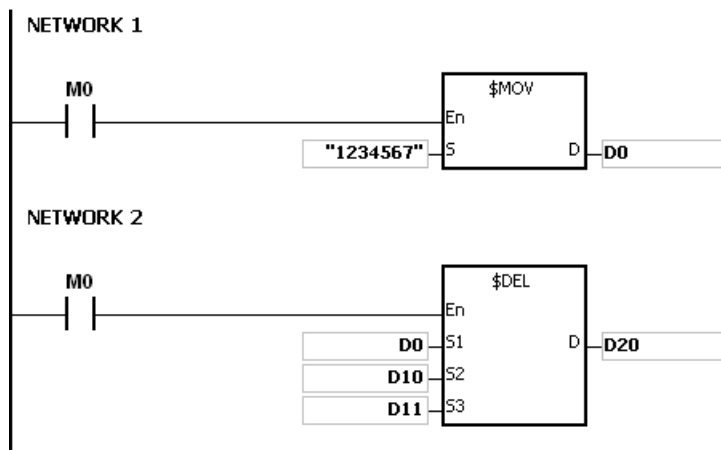 NETWORK 1
M0
$MOV
En
"1234567" S D D0
NETWORK 2
M0
$DEL
En
D0 S1 D D20
D10 S2
D11 S3